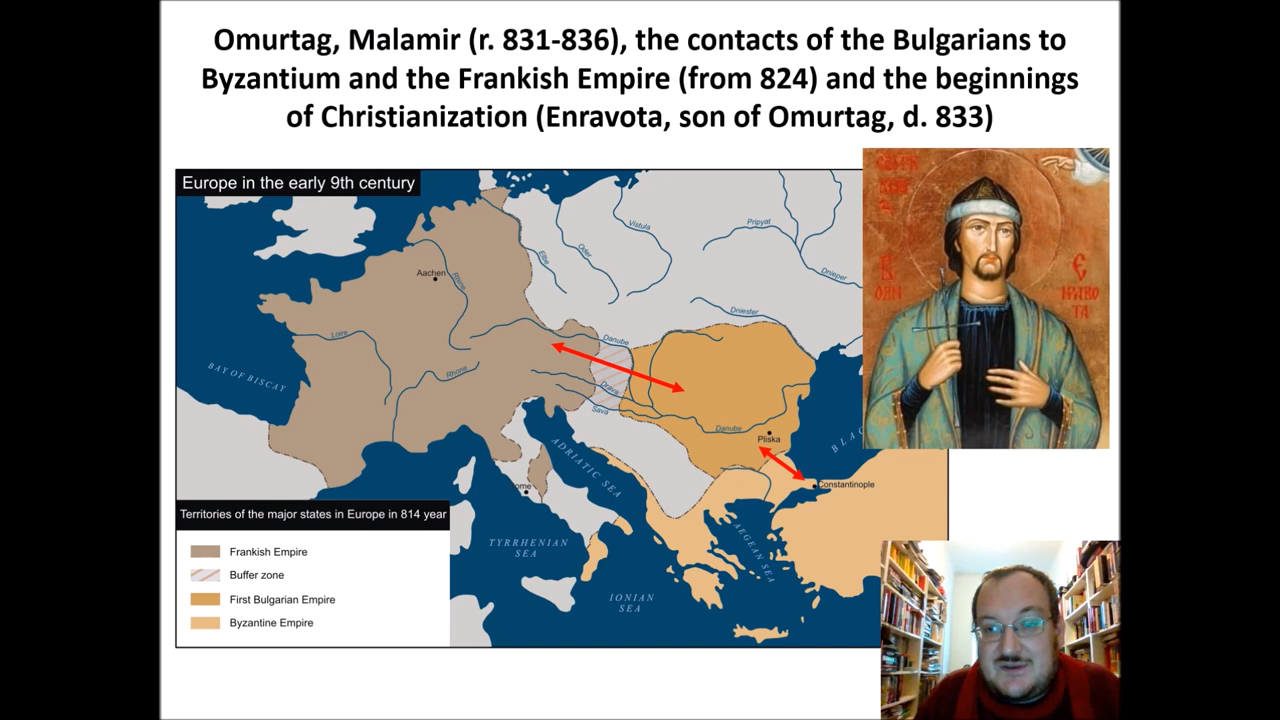 Omurtag, Malamir (r. 831-836), the contacts of the Bulgarians to
Byzantium and the Frankish Empire (from 824) and the beginnings
of Christianization (Enravota, son of Omurtag, d. 833)
Europe in the early 9th century
Vistula
Pripyat
Oder
Elbe
Dnieper
Aachen
Rhine
Dniester
Loire
Danube
BAY OF BISCAY
Rhone
Drava
Sava
Danube
Pliska
BLAC
ADRIATIC SEA
Constantinople
ome
Territories of the major states in Europe in 814 year
Frankish Empire
Buffer zone
First Bulgarian Empire
Byzantine Empire
TYRRHENIAN
SEA
AEGEAN SEA
IONIAN
SEA